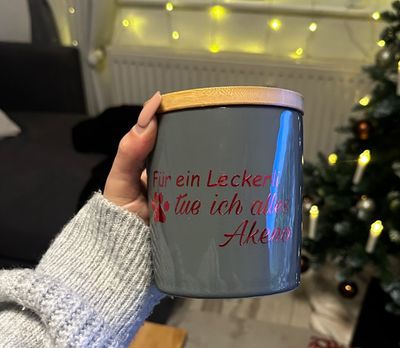 Für ein Leckerli
tue ich alles
Akeno